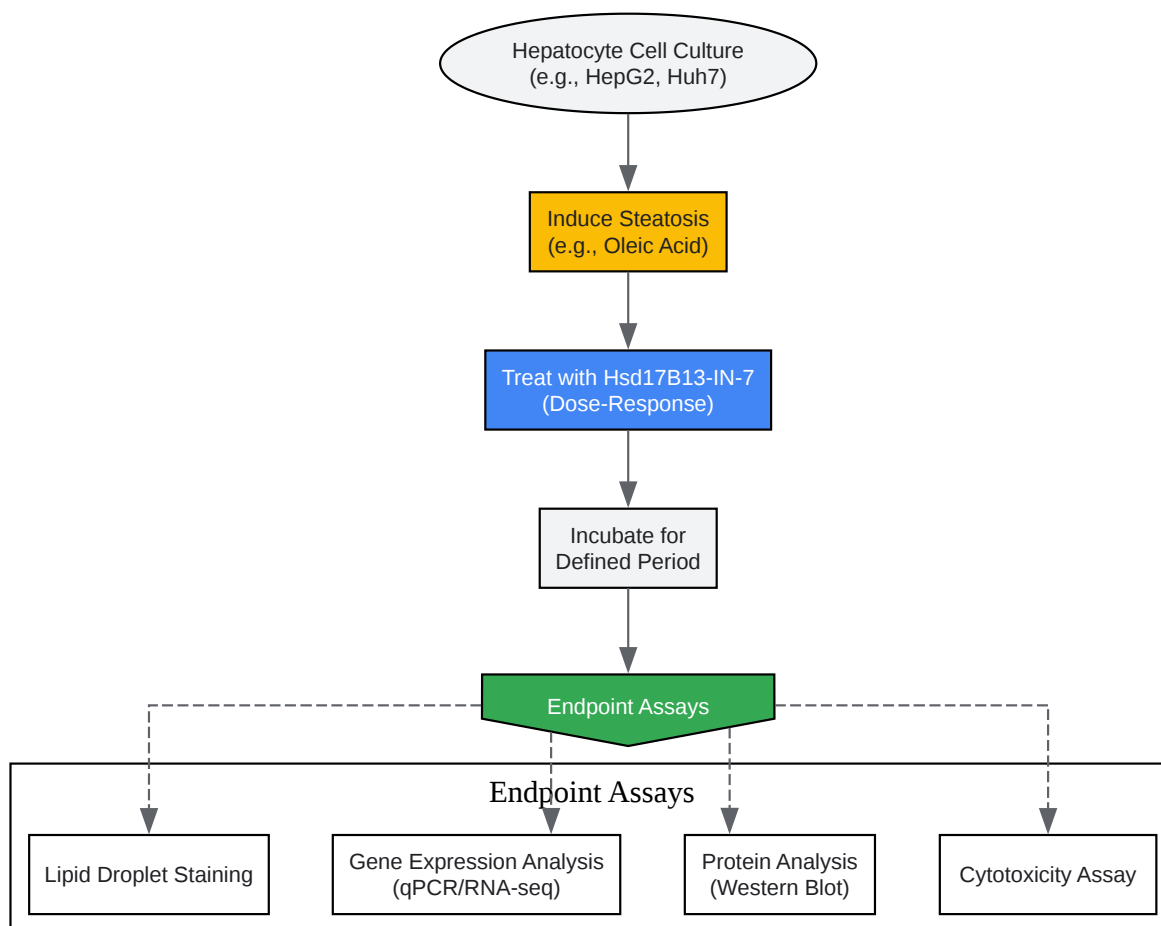 Hepatocyte Cell Culture
(e.g., HepG2, Huh7)
Induce Steatosis
(e.g., Oleic Acid)
Treat with Hsd17B13-IN-7
(Dose-Response)
Incubate for
Defined Period
Endpoint Assays
Endpoint Assays
Lipid Droplet Staining
Gene Expression Analysis
(qPCR/RNA-seq)
Protein Analysis
(Western Blot)
Cytotoxicity Assay